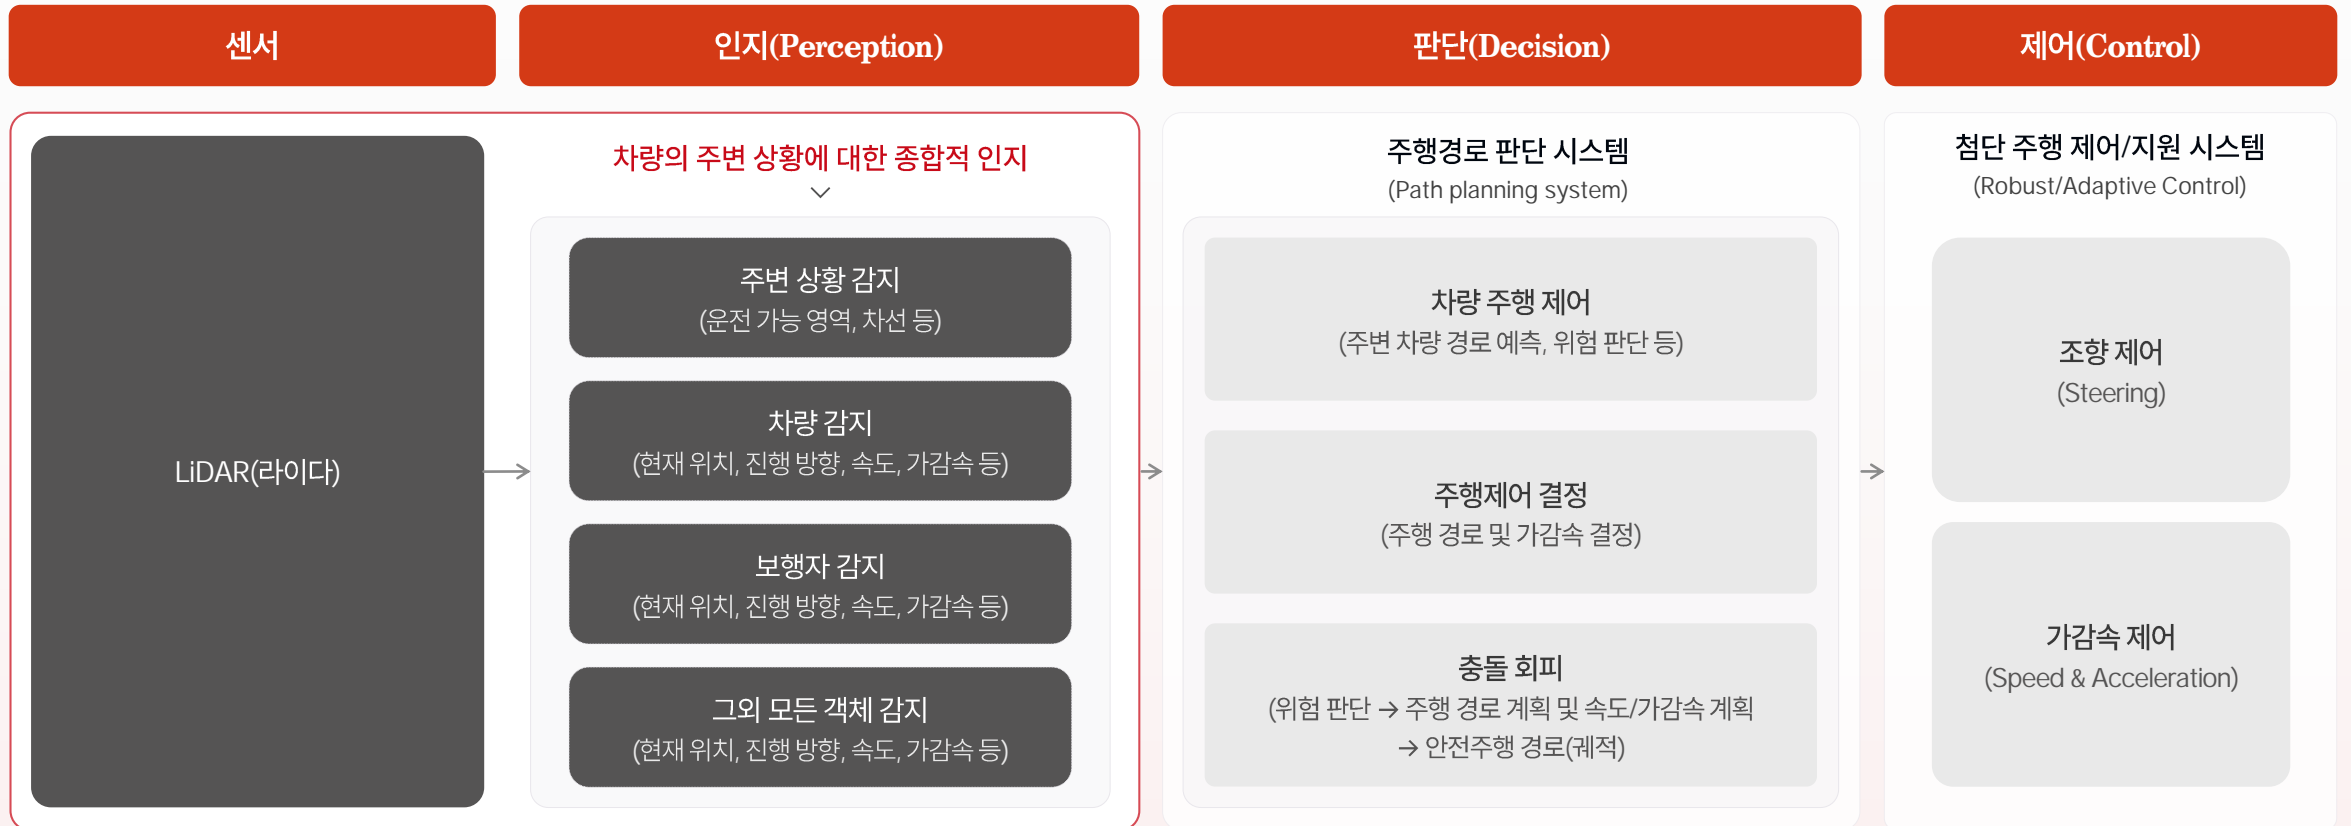 센서
인지(Perception)
판단(Decision)
제어(Control)
LiDAR(라이다)
차량의 주변 상황에 대한 종합적 인지
주변 상황 감지
(운전 가능 영역, 차선 등)
차량 감지
(현재 위치, 진행 방향, 속도, 가감속 등)
보행자 감지
(현재 위치, 진행 방향, 속도, 가감속 등)
그외 모든 객체 감지
(현재 위치, 진행 방향, 속도, 가감속 등)
주행경로 판단 시스템
(Path planning system)
차량 주행 제어
(주변 차량 경로 예측, 위험 판단 등)
주행제어 결정
(주행 경로 및 가감속 결정)
충돌 회피
(위험 판단 → 주행 경로 계획 및 속도/가감속 계획
→ 안전주행 경로(궤적)
첨단 주행 제어/지원 시스템
(Robust/Adaptive Control)
조향 제어
(Steering)
가감속 제어
(Speed & Acceleration)